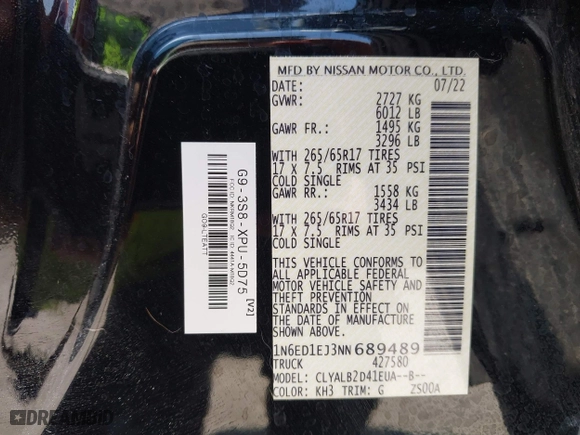 MFD BY NISSAN MOTOR CO., LTD.
DATE: 07/22
GVWR: 2727 KG
6012 LB
GAWR FR.: 1495 KG
3296 LB
WITH 265/65R17 TIRES
17 X 7.5 RIMS AT 35 PSI
COLD SINGLE
GAWR RR.: 1558 KG
3434 LB
WITH 265/65R17 TIRES
17 X 7.5 RIMS AT 35 PSI
COLD SINGLE
THIS VEHICLE CONFORMS TO
ALL APPLICABLE FEDERAL
MOTOR VEHICLE SAFETY AND
THEFT PREVENTION
STANDARDS IN EFFECT ON
THE DATE OF MANUFACTURE
SHOWN ABOVE.
1N6ED1EJ3NN689489
TRUCK 427580
MODEL: CLYALB2D41EUA--B--
COLOR: KH3 TRIM: G ZS00A
G9-3S8-XPU-5D75 [V2]
GO9-LTEATT
DEALERCLUB